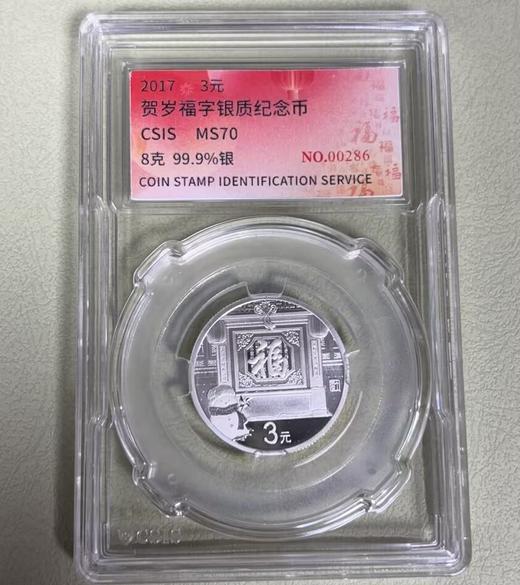 2017 3元
贺岁福字银质纪念币
CSIS MS70
8克 99.9%银 NO.00286
COIN STAMP IDENTIFICATION SERVICE
福
3元
CSIS